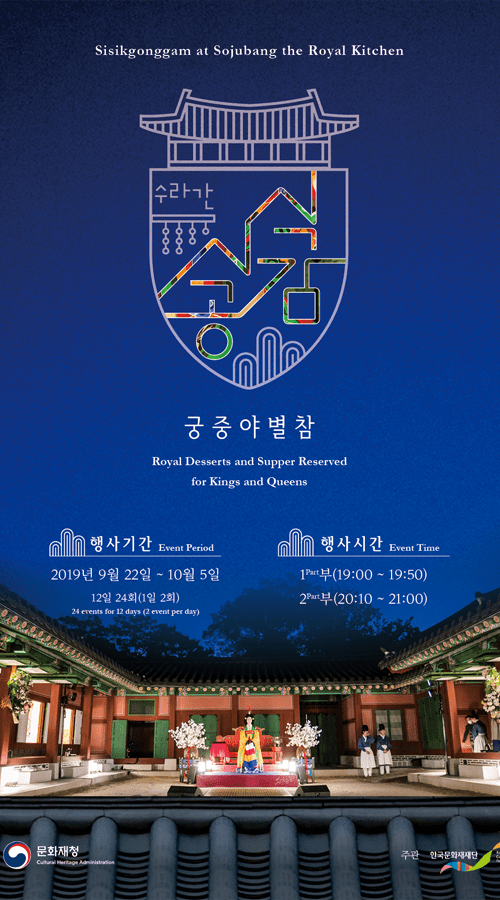 Sisikgonggam at Sojubang the Royal Kitchen
수라간
시식공감
궁중야별참
Royal Desserts and Supper Reserved
for Kings and Queens
행사기간 Event Period
2019년 9월 22일 ~ 10월 5일
12일 24회(1일 2회)
24 events for 12 days (2 event per day)
행사시간 Event Time
1Part부(19:00 ~ 19:50)
2Part부(20:10 ~ 21:00)
문화재청
Cultural Heritage Administration
주관 한국문화재재단